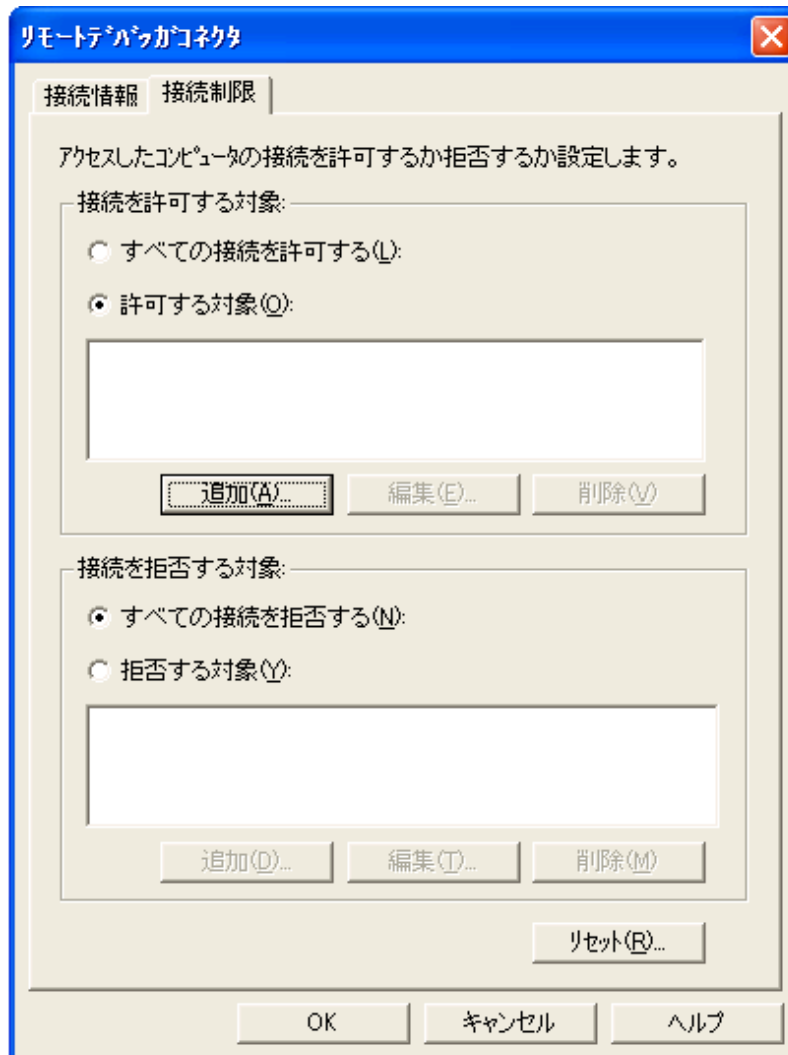 リモートデバッガコネクタ
接続情報 接続制限
アクセスしたコンピュータの接続を許可するか拒否するか設定します。
接続を許可する対象:
すべての接続を許可する(L):
許可する対象(O):
追加(A)... 編集(E)... 削除(V)
接続を拒否する対象:
すべての接続を拒否する(N):
拒否する対象(Y):
追加(D)... 編集(T)... 削除(M)
リセット(R)...
OK キャンセル ヘルプ